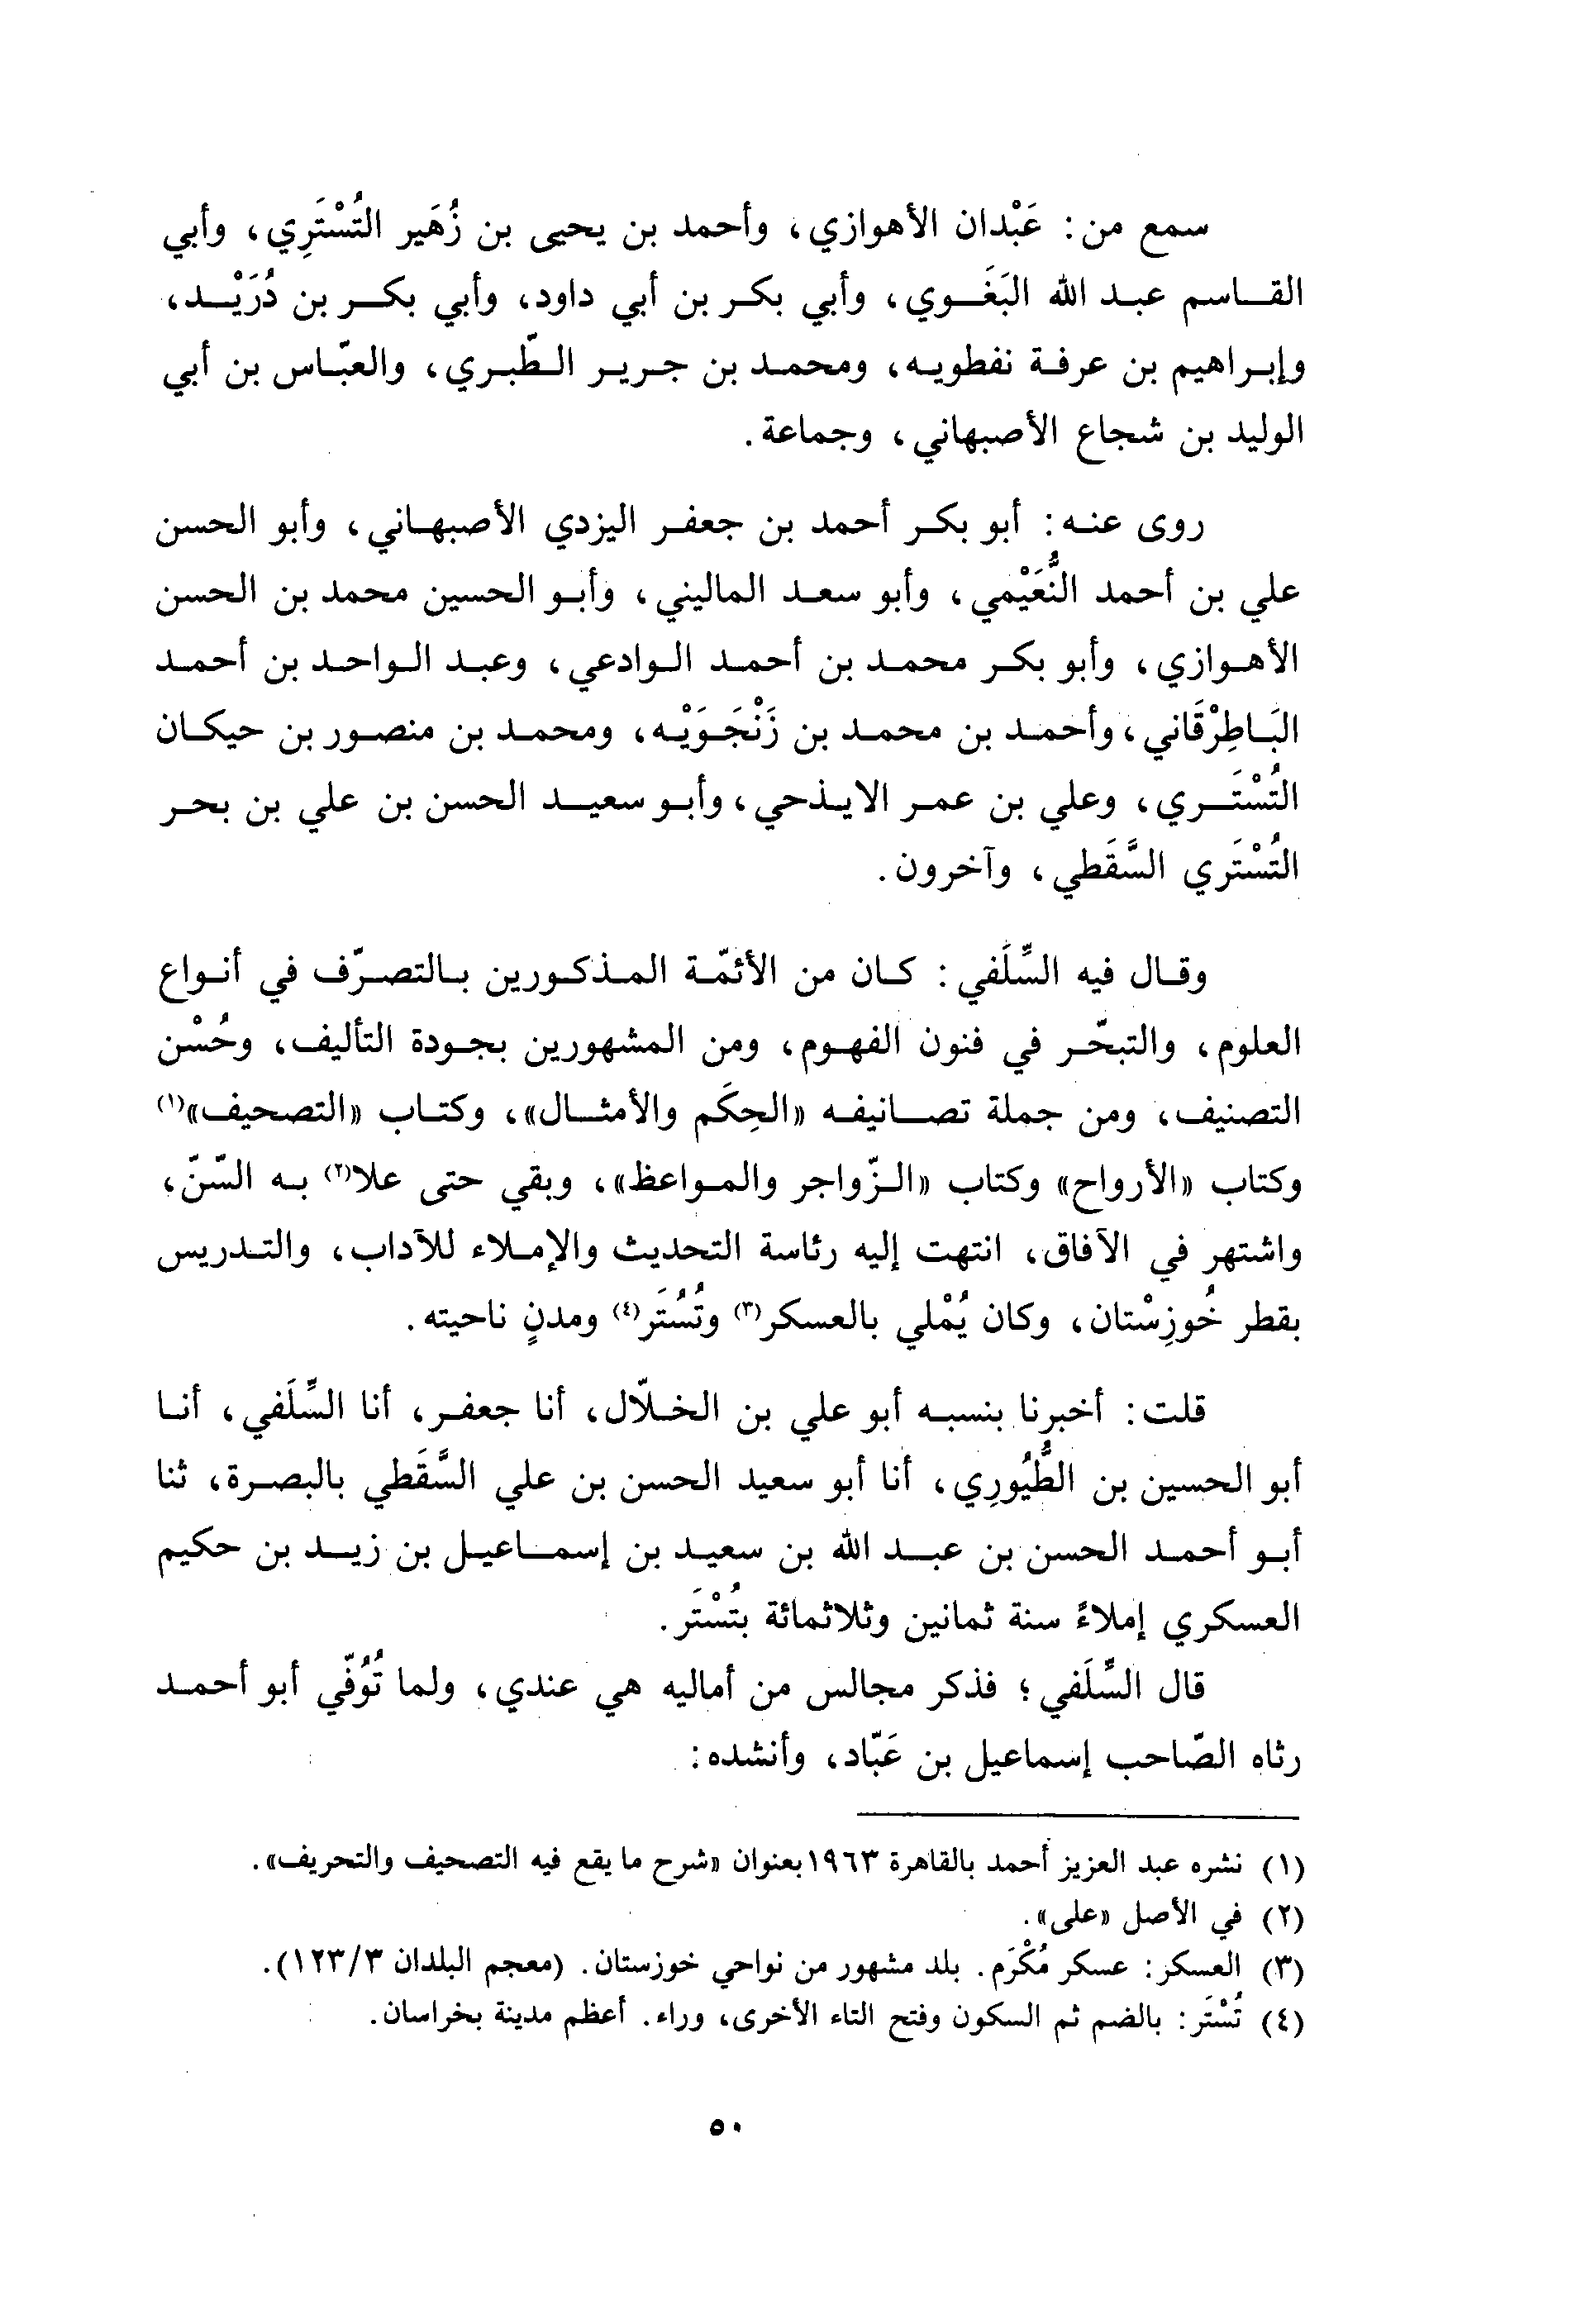 سمع من: عَبْدان الأهوازي، وأحمد بن يحيى بن زُهَير التُسْتَرِي، وأبي
القاسم عبد الله البَغَوي، وأبي بكر بن أبي داود، وأبي بكر بن دُرَيْد،
وإبراهيم بن عرفة نفطويه، ومحمد بن جرير الطّبري، والعبّاس بن أبي
الوليد بن شجاع الأصبهاني، وجماعة.
روى عنه: أبو بكر أحمد بن جعفر اليزدي الأصبهاني، وأبو الحسن
علي بن أحمد النُّعَيْمي، وأبو سعد الماليني، وأبو الحسين محمد بن الحسن
الأهوازي، وأبو بكر محمد بن أحمد الوادعي، وعبد الواحد بن أحمد
البَاطِرْقَاني، وأحمد بن محمد بن زَنْجَوَيْه، ومحمد بن منصور بن حيكان
التُسْتَري، وعلي بن عمر الايذحي، وأبو سعيد الحسن بن علي بن بحر
التُسْتَري السَّقَطي، وآخرون.
وقال فيه السِّلَفي: كان من الأئمّة المذكورين بالتصرّف في أنواع
العلوم، والتبحّر في فنون الفهوم، ومن المشهورين بجودة التأليف، وحُسْن
التصنيف، ومن جملة تصانيفه «الحِكَم والأمثال»، وكتاب «التصحيف»(١)
وكتاب «الأرواح» وكتاب «الزّواجر والمواعظ»، وبقي حتى علا(٢) به السّنّ،
واشتهر في الآفاق، انتهت إليه رئاسة التحديث والإملاء للآداب، والتدريس
بقطر خُوزِسْتان، وكان يُمْلي بالعسكر(٣) وتُسُتَر(٤) ومدنٍ ناحيته.
قلت: أخبرنا بنسبه أبو علي بن الخلّال، أنا جعفر، أنا السِّلَفي، أنا
أبو الحسين بن الطُّيُورِي، أنا أبو سعيد الحسن بن علي السَّقَطي بالبصرة، ثنا
أبو أحمد الحسن بن عبد الله بن سعيد بن إسماعيل بن زيد بن حكيم
العسكري إملاءً سنة ثمانين وثلاثمائة بتُسْتَر.
قال السِّلَفي؛ فذكر مجالس من أماليه هي عندي، ولما تُوُفّي أبو أحمد
رثاه الصّاحب إسماعيل بن عَبّاد، وأنشده:
(١) نشره عبد العزيز أحمد بالقاهرة ١٩٦٣ بعنوان «شرح ما يقع فيه التصحيف والتحريف».
(٢) في الأصل «على».
(٣) العسكر: عسكر مُكْرَم. بلد مشهور من نواحي خوزستان. (معجم البلدان ١٢٣/٣).
(٤) تُسْتَر: بالضم ثم السكون وفتح التاء الأخرى، وراء. أعظم مدينة بخراسان.
٥٠